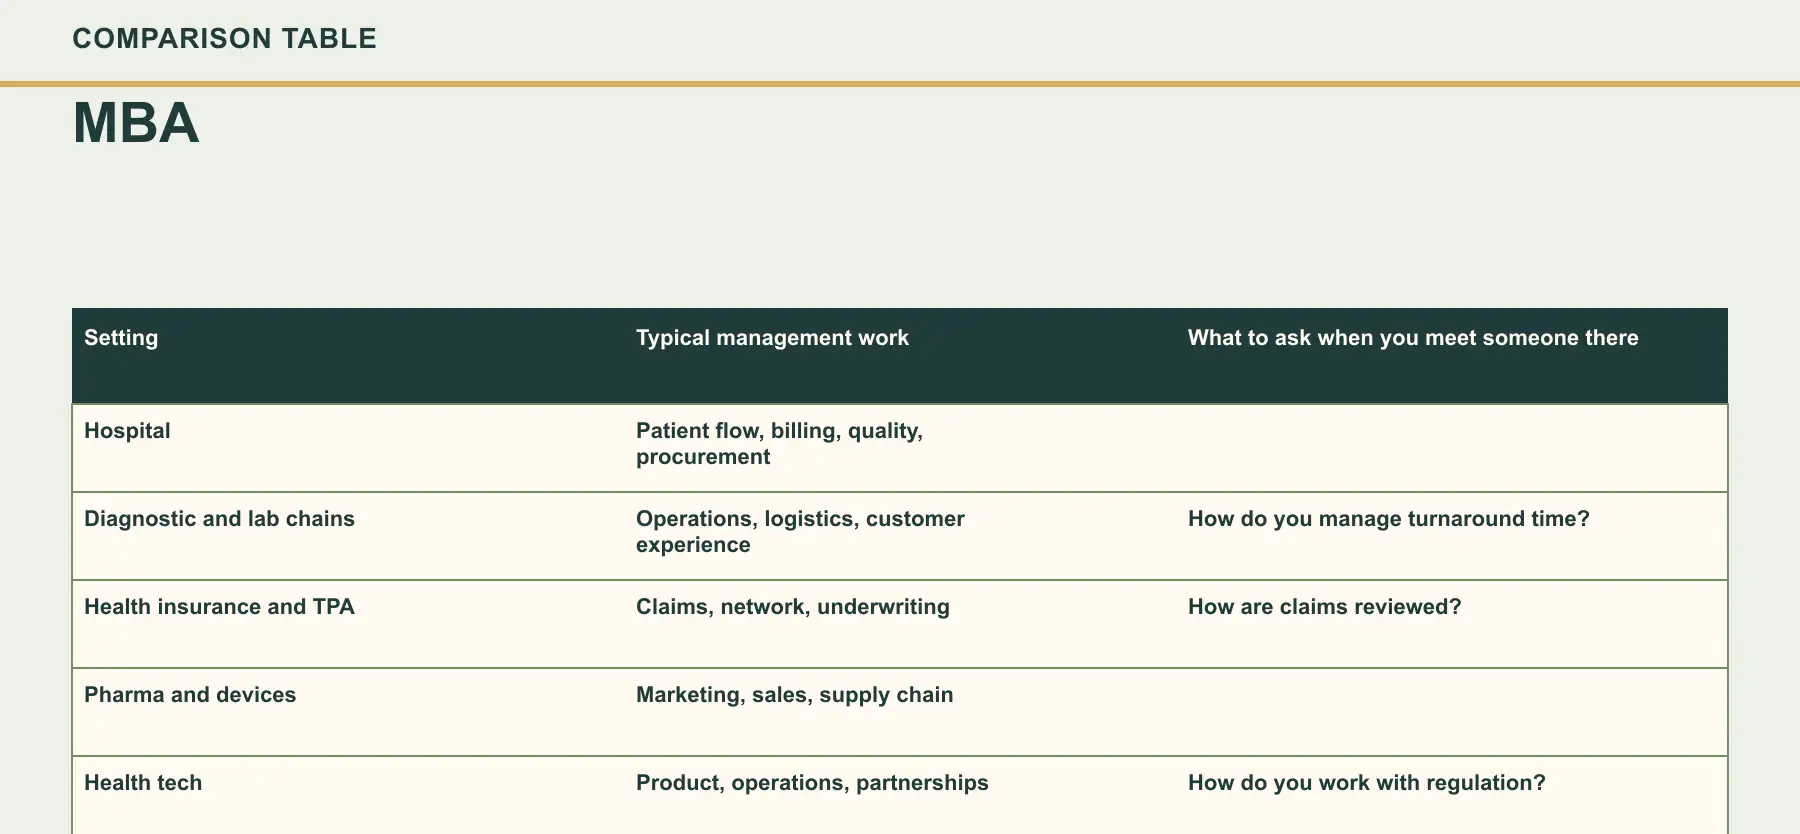 COMPARISON TABLE
MBA
Setting
Typical management work
What to ask when you meet someone there
Hospital
Patient flow, billing, quality,
procurement
Diagnostic and lab chains
Operations, logistics, customer
experience
How do you manage turnaround time?
Health insurance and TPA
Claims, network, underwriting
How are claims reviewed?
Pharma and devices
Marketing, sales, supply chain
Health tech
Product, operations, partnerships
How do you work with regulation?